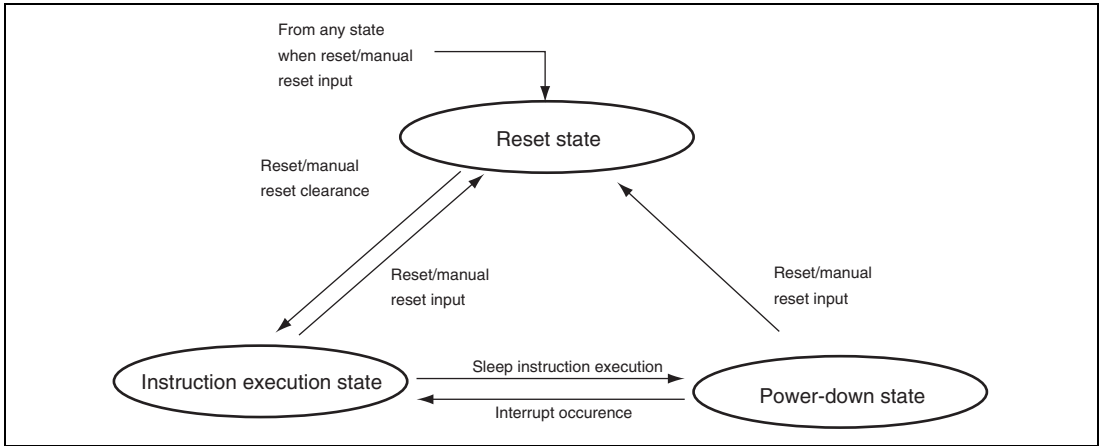 From any state
when reset/manual
reset input
Reset state
Reset/manual
reset clearance
Reset/manual
reset input
Reset/manual
reset input
Instruction execution state
Sleep instruction execution
Interrupt occurence
Power-down state